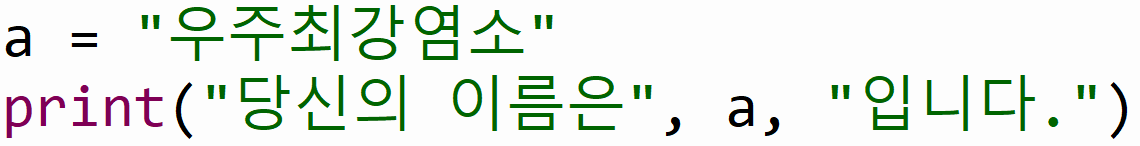 a = "우주최강염소"
print("당신의 이름은", a, "입니다.")